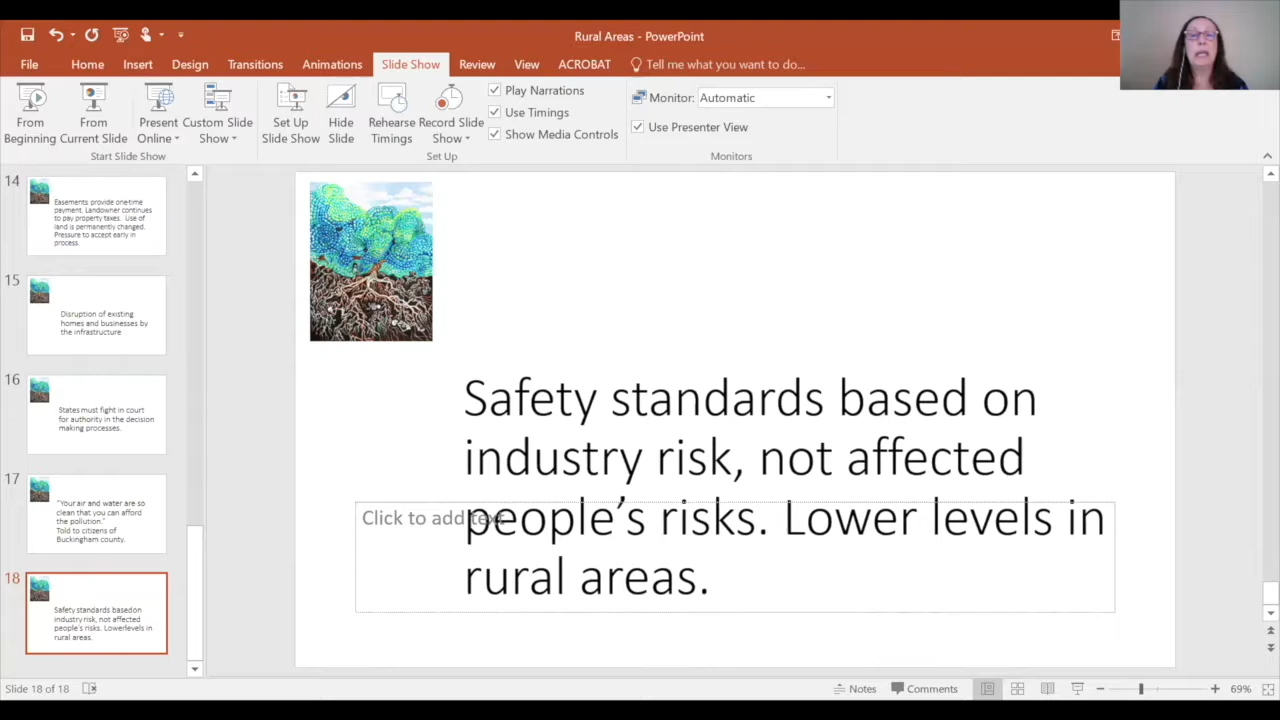 Rural Areas - PowerPoint
File Home Insert Design Transitions Animations Slide Show Review View ACROBAT Tell me what you want to do...
From Beginning
From Current Slide
Present Online
Custom Slide Show
Set Up Slide Show
Hide Slide
Rehearse Timings
Record Slide Show
Play Narrations
Use Timings
Show Media Controls
Monitor: Automatic
Use Presenter View
Start Slide Show
Set Up
Monitors
14
Easements provide one-time
payment. Landowner continues
to pay property taxes. Use of
land is permanently changed.
Pressure to accept early in
process.
15
Disruption of existing
homes and businesses by
the infrastructure
16
States must fight in court
for authority in the decision
making processes.
17
"Your air and water are so
clean that you can afford
the pollution."
Told to citizens of
Buckingham county.
18
Safety standards based on
industry risk, not affected
people's risks. Lower levels in
rural areas.
Safety standards based on
industry risk, not affected
people's risks. Lower levels in
rural areas.
Click to add text
Slide 18 of 18
Notes
Comments
69%